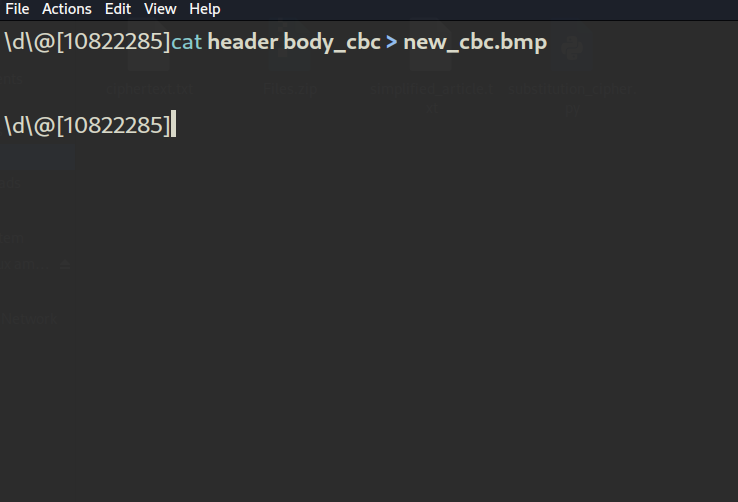 File Actions Edit View Help
\d\@[10822285]cat header body_cbc > new_cbc.bmp
\d\@[10822285]